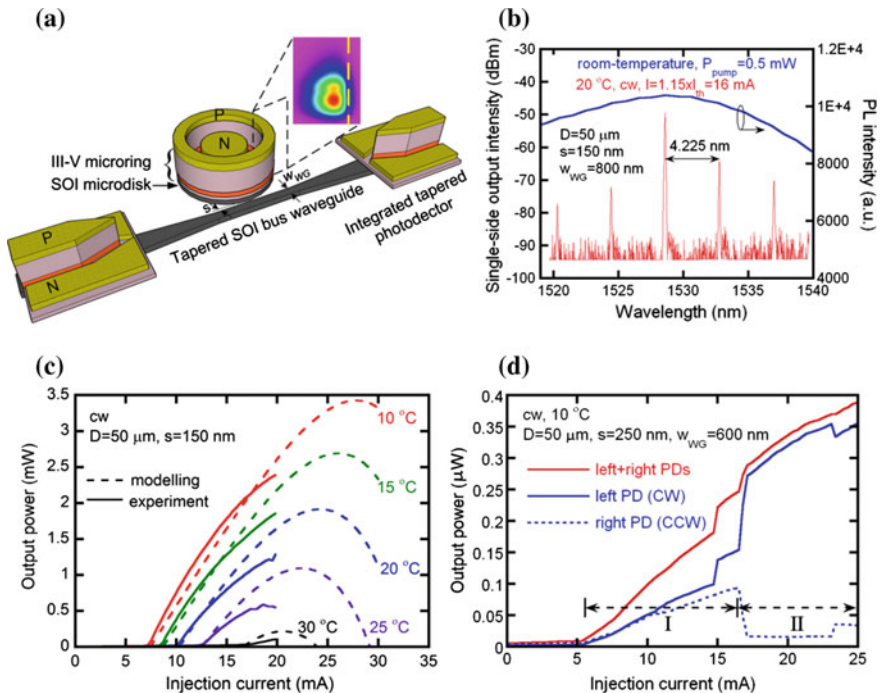 (a)
P
N
III-V microring
SOI microdisk
s
wWG
Tapered SOI bus waveguide
Integrated tapered
photodector
P
N
(b)
Single-side output intensity (dBm)
-30
-40
-50
-60
-70
-80
-90
-100
room-temperature, Ppump=0.5 mW
20 °C, cw, I=1.15xIth=16 mA
D=50 µm
s=150 nm
wWG=800 nm
4.225 nm
1.2E+4
1E+4
8000
6000
4000
PL intensity (a.u.)
1520 1525 1530 1535 1540
Wavelength (nm)
(c)
Output power (mW)
3.5
3
2.5
2
1.5
1
0.5
0
cw
D=50 µm, s=150 nm
modelling
experiment
10 °C
15 °C
20 °C
25 °C
30 °C
0 5 10 15 20 25 30 35
Injection current (mA)
(d)
Output power (µW)
0.4
0.35
0.3
0.25
0.2
0.15
0.1
0.05
0
cw, 10 °C
D=50 µm, s=250 nm, wWG=600 nm
left+right PDs
left PD (CW)
right PD (CCW)
I
II
0 5 10 15 20 25
Injection current (mA)